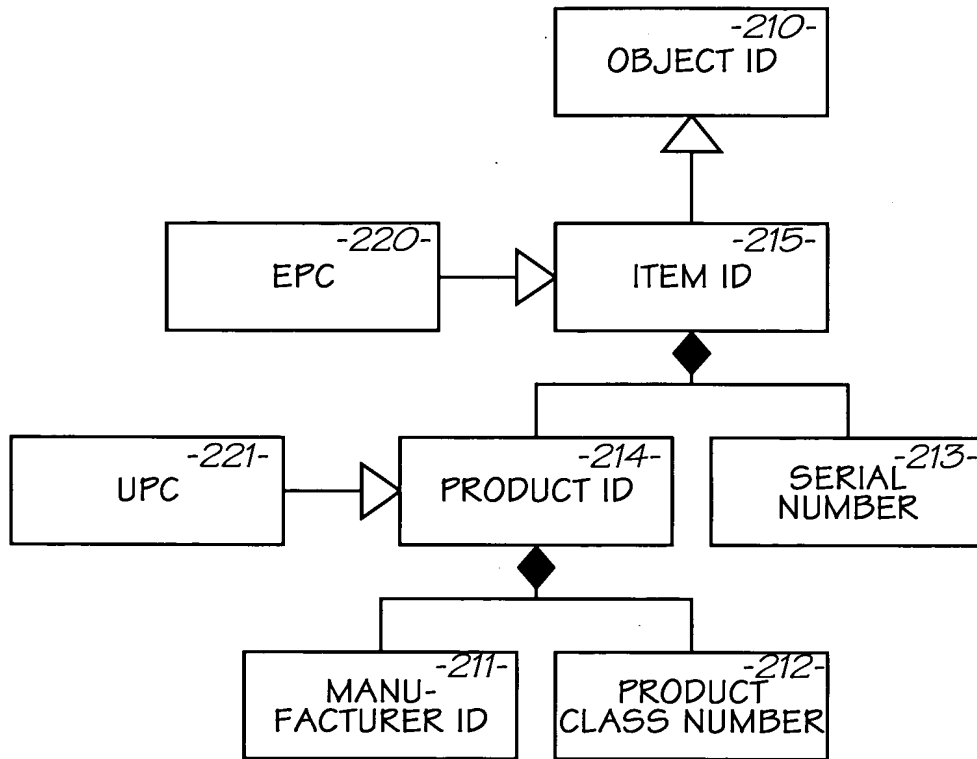 -210-
OBJECT ID
-220-
EPC
-215-
ITEM ID
-221-
UPC
-214-
PRODUCT ID
-213-
SERIAL
NUMBER
-211-
MANU-
FACTURER ID
-212-
PRODUCT
CLASS NUMBER